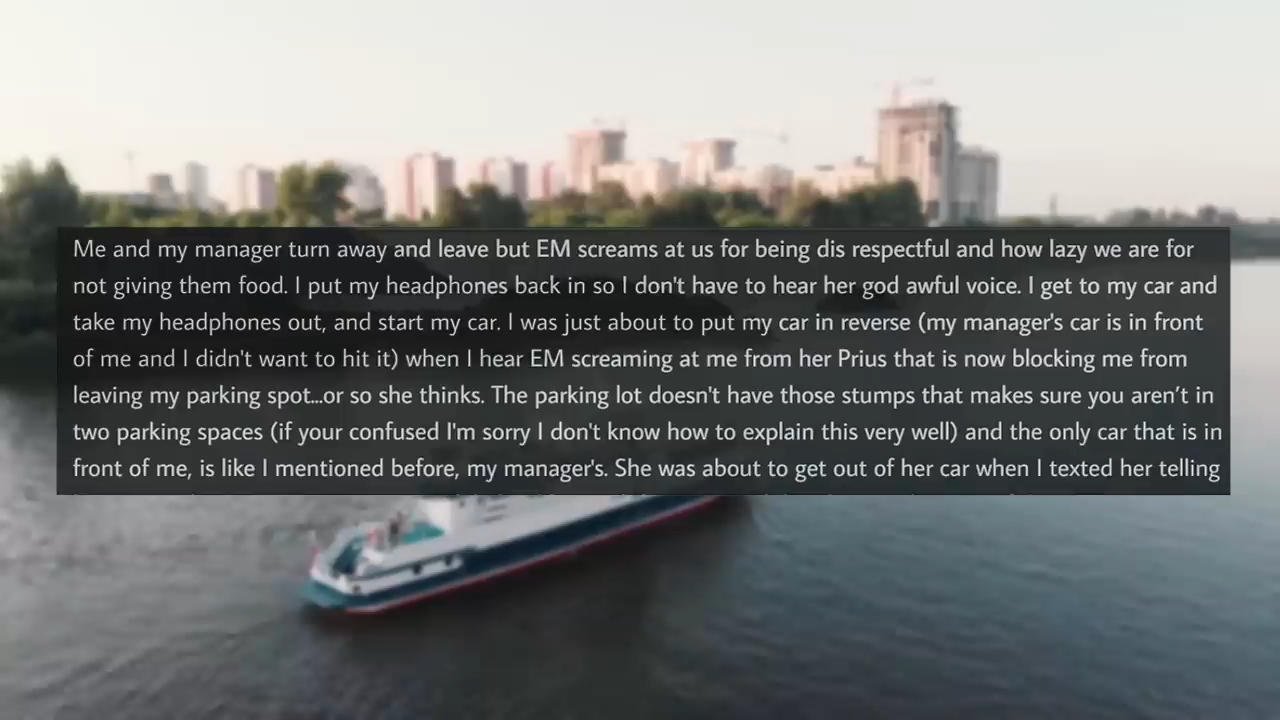 Me and my manager turn away and leave but EM screams at us for being dis respectful and how lazy we are for
not giving them food. I put my headphones back in so I don't have to hear her god awful voice. I get to my car and
take my headphones out, and start my car. I was just about to put my car in reverse (my manager's car is in front
of me and I didn't want to hit it) when I hear EM screaming at me from her Prius that is now blocking me from
leaving my parking spot...or so she thinks. The parking lot doesn't have those stumps that makes sure you aren’t in
two parking spaces (if your confused I'm sorry I don't know how to explain this very well) and the only car that is in
front of me, is like I mentioned before, my manager's. She was about to get out of her car when I texted her telling